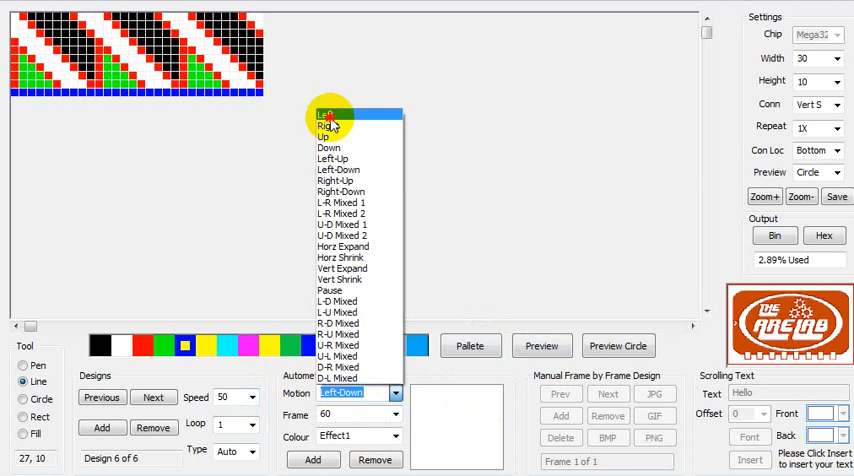 Settings
Chip Mega32
Width 30
Height 10
Conn Vert S
Repeat 1X
Con Loc Bottom
Preview Circle
Zoom+ Zoom- Save
Output
Bin Hex
2.89% Used
THE
ARE LAB
Left
Right
Up
Down
Left-Up
Left-Down
Right-Up
Right-Down
L-R Mixed 1
L-R Mixed 2
U-D Mixed 1
U-D Mixed 2
Horz Expand
Horz Shrink
Vert Expand
Vert Shrink
Pause
L-D Mixed
L-U Mixed
R-D Mixed
R-U Mixed
U-R Mixed
U-L Mixed
D-R Mixed
D-L Mixed
Pallete Preview Preview Circle
Tool
Pen
Line
Circle
Rect
Fill
27, 10
Designs
Previous Next Speed 50
Loop 1
Add Remove
Type Auto
Design 6 of 6
Motion Left-Down
Frame 60
Colour Effect1
Add Remove
Manual Frame by Frame Design
Prev Next JPG
Add Remove GIF
Delete BMP PNG
Frame 1 of 1
Scrolling Text
Text Hello
Offset 0 Front
Font Back
Insert Please Click Insert
to insert your text